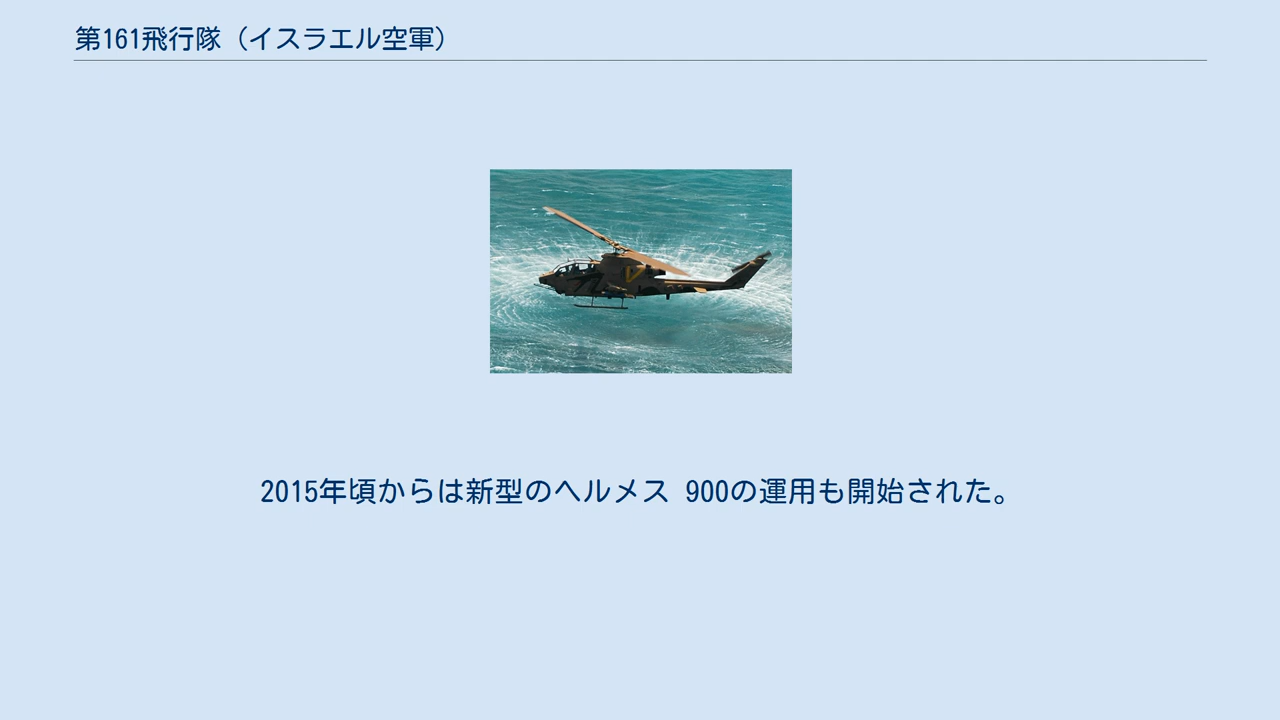 第161飛行隊（イスラエル空軍）
2015年頃からは新型のヘルメス 900の運用も開始された。